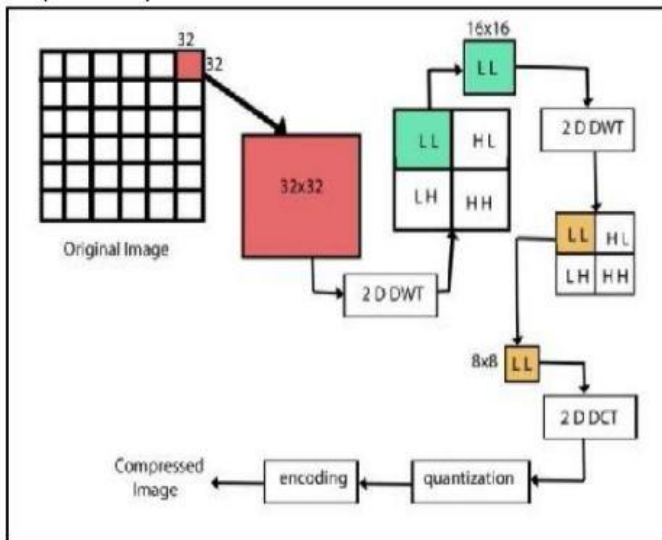 32
32
Original Image
32x32
2 D DWT
LL HL
LH HH
16x16
LL
2 D DWT
LL HL
LH HH
8x8 LL
2 D DCT
quantization
encoding
Compressed
Image